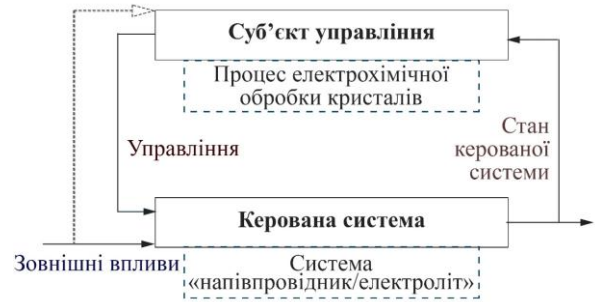 Суб’єкт управління
Процес електрохімічної
обробки кристалів
Управління
Стан
керованої
системи
Керована система
Зовнішні впливи
Система
«напівпровідник/електроліт»